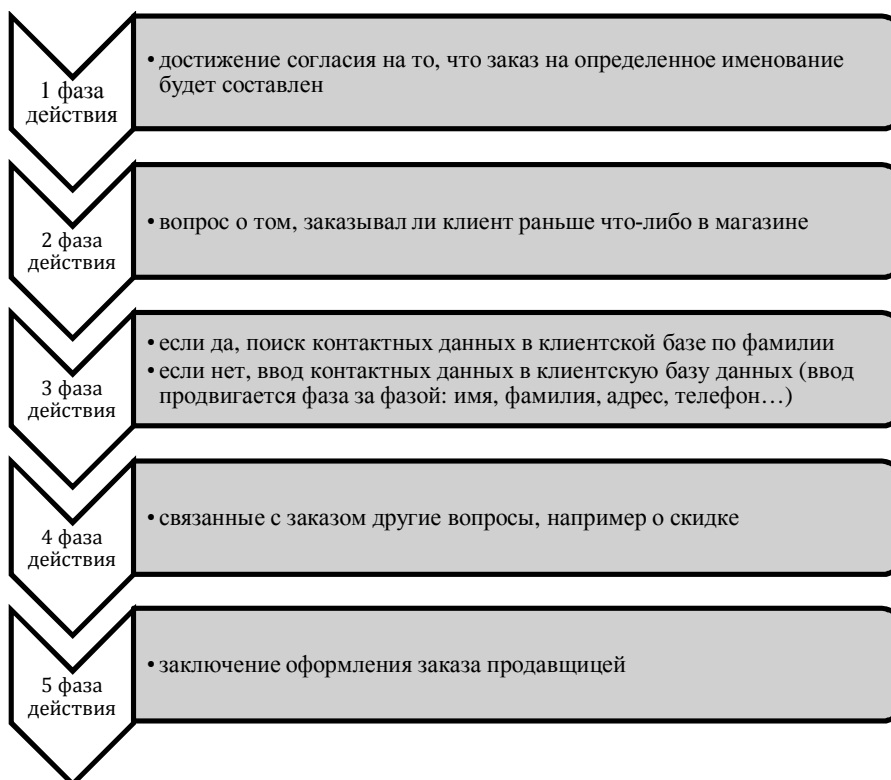 1 фаза
действия
• достижение согласия на то, что заказ на определенное именование
будет составлен
2 фаза
действия
• вопрос о том, заказывал ли клиент раньше что-либо в магазине
3 фаза
действия
• если да, поиск контактных данных в клиентской базе по фамилии
• если нет, ввод контактных данных в клиентскую базу данных (ввод
продвигается фаза за фазой: имя, фамилия, адрес, телефон…)
4 фаза
действия
• связанные с заказом другие вопросы, например о скидке
5 фаза
действия
• заключение оформления заказа продавщицей